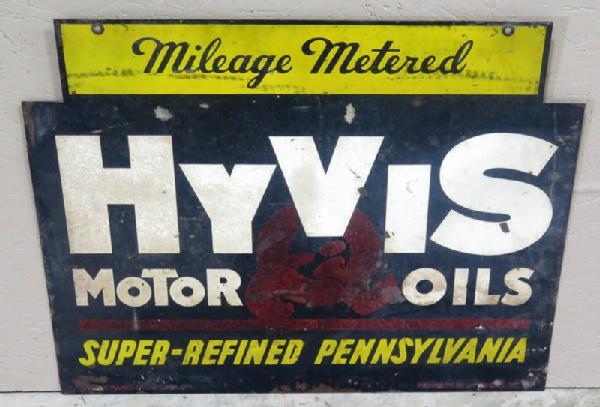 Mileage Metered
HYVIS
MOTOR & OILS
SUPER-REFINED PENNSYLVANIA